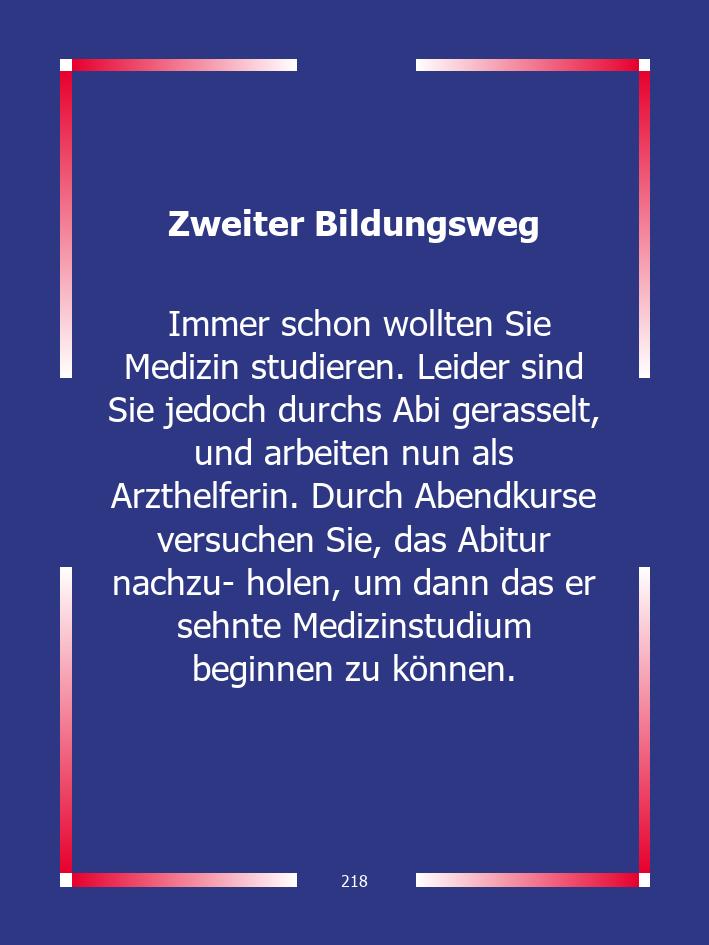 Zweiter Bildungsweg
Immer schon wollten Sie
Medizin studieren. Leider sind
Sie jedoch durchs Abi gerasselt,
und arbeiten nun als
Arzthelferin. Durch Abendkurse
versuchen Sie, das Abitur
nachzu- holen, um dann das er
sehnte Medizinstudium
beginnen zu können.
218